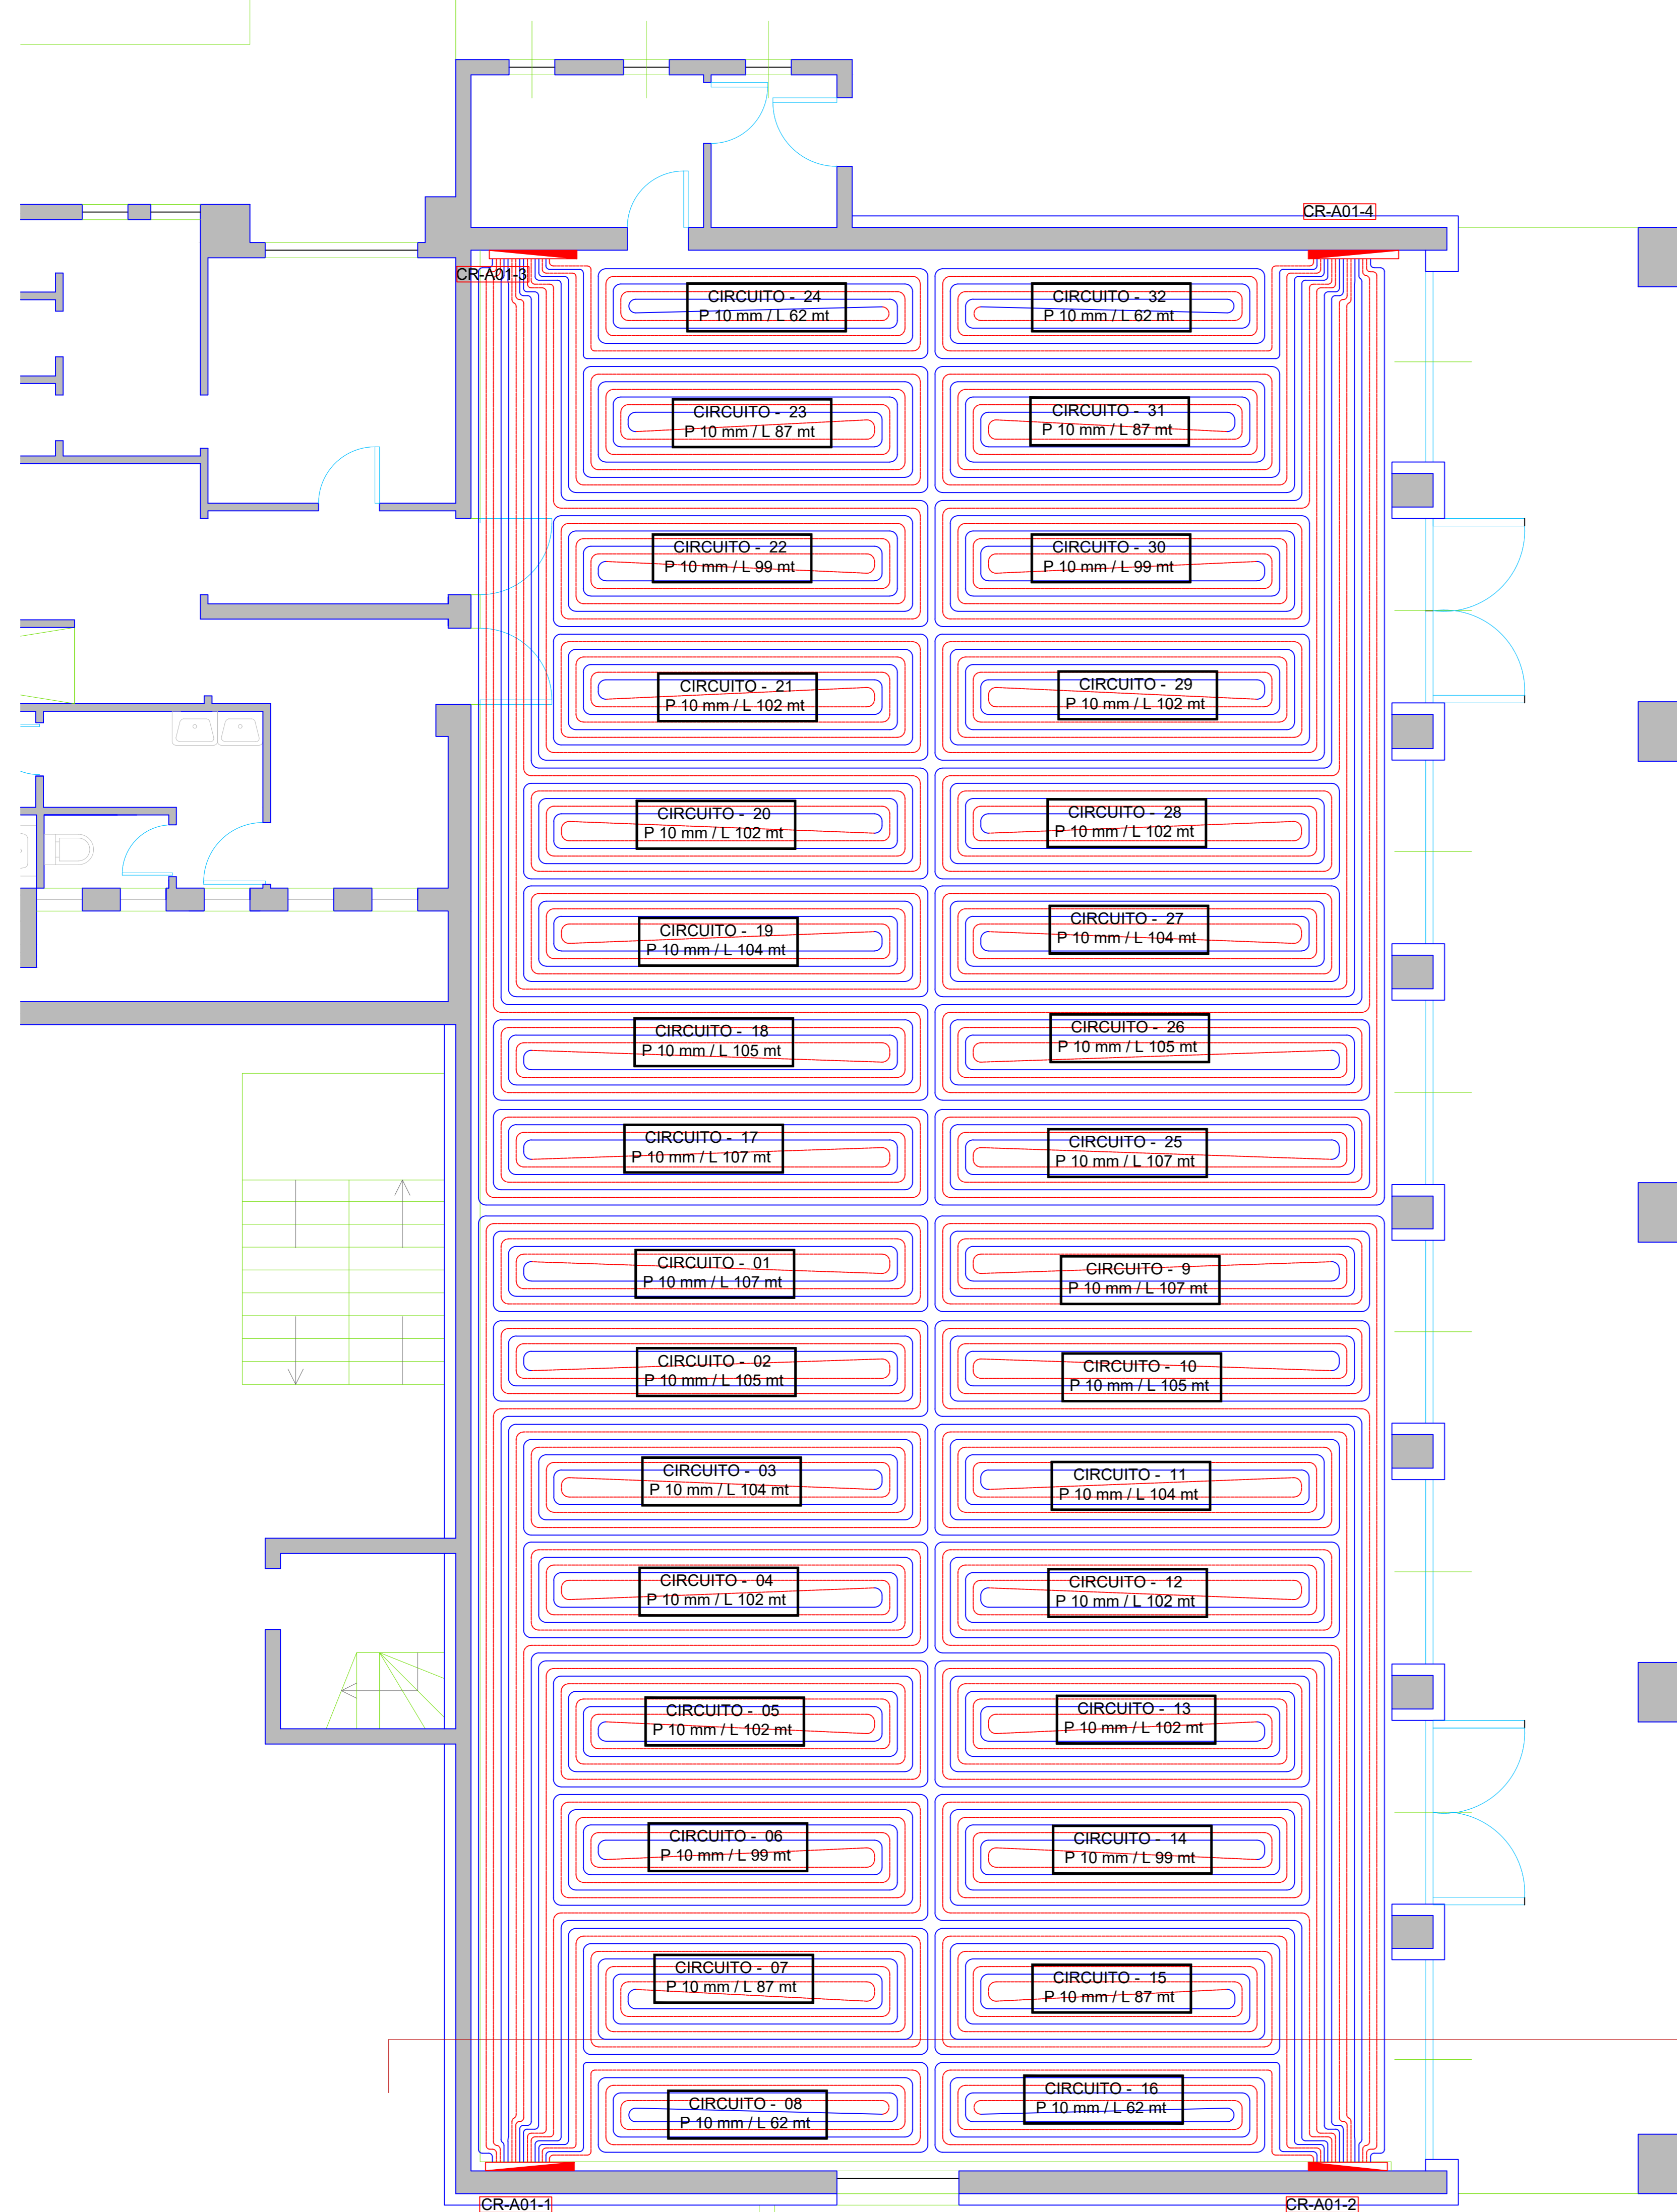 CR-A01-4
CR-A01-3
CIRCUITO - 24
P 10 mm / L 62 mt
CIRCUITO - 32
P 10 mm / L 62 mt
CIRCUITO - 23
P 10 mm / L 87 mt
CIRCUITO - 31
P 10 mm / L 87 mt
CIRCUITO - 22
P 10 mm / L 99 mt
CIRCUITO - 30
P 10 mm / L 99 mt
CIRCUITO - 21
P 10 mm / L 102 mt
CIRCUITO - 29
P 10 mm / L 102 mt
CIRCUITO - 20
P 10 mm / L 102 mt
CIRCUITO - 28
P 10 mm / L 102 mt
CIRCUITO - 19
P 10 mm / L 104 mt
CIRCUITO - 27
P 10 mm / L 104 mt
CIRCUITO - 18
P 10 mm / L 105 mt
CIRCUITO - 26
P 10 mm / L 105 mt
CIRCUITO - 17
P 10 mm / L 107 mt
CIRCUITO - 25
P 10 mm / L 107 mt
CIRCUITO - 01
P 10 mm / L 107 mt
CIRCUITO - 9
P 10 mm / L 107 mt
CIRCUITO - 02
P 10 mm / L 105 mt
CIRCUITO - 10
P 10 mm / L 105 mt
CIRCUITO - 03
P 10 mm / L 104 mt
CIRCUITO - 11
P 10 mm / L 104 mt
CIRCUITO - 04
P 10 mm / L 102 mt
CIRCUITO - 12
P 10 mm / L 102 mt
CIRCUITO - 05
P 10 mm / L 102 mt
CIRCUITO - 13
P 10 mm / L 102 mt
CIRCUITO - 06
P 10 mm / L 99 mt
CIRCUITO - 14
P 10 mm / L 99 mt
CIRCUITO - 07
P 10 mm / L 87 mt
CIRCUITO - 15
P 10 mm / L 87 mt
CIRCUITO - 08
P 10 mm / L 62 mt
CIRCUITO - 16
P 10 mm / L 62 mt
CR-A01-1
CR-A01-2